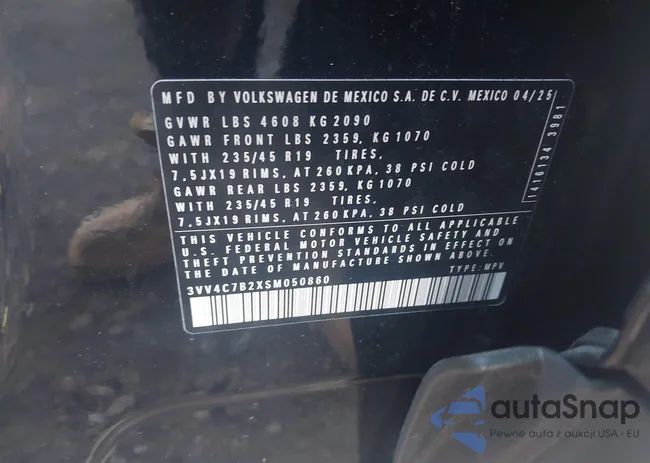 MFD BY VOLKSWAGEN DE MEXICO S.A. DE C.V. MEXICO 04/25
GVWR LBS 4608 KG 2090
GAWR FRONT LBS 2359, KG 1070
WITH 235/45 R19 TIRES,
7,5JX19 RIMS, AT 260 KPA, 38 PSI COLD
GAWR REAR LBS 2359, KG 1070
WITH 235/45 R19 TIRES,
7,5JX19 RIMS, AT 260 KPA, 38 PSI COLD
1416134 3981
THIS VEHICLE CONFORMS TO ALL APPLICABLE
U.S. FEDERAL MOTOR VEHICLE SAFETY AND
THEFT PREVENTION STANDARDS IN EFFECT ON
THE DATE OF MANUFACTURE SHOWN ABOVE.
3VV4C7B2XSM050860 TYPE: MPV
autaSnap
Pewne auta z aukcji USA i EU